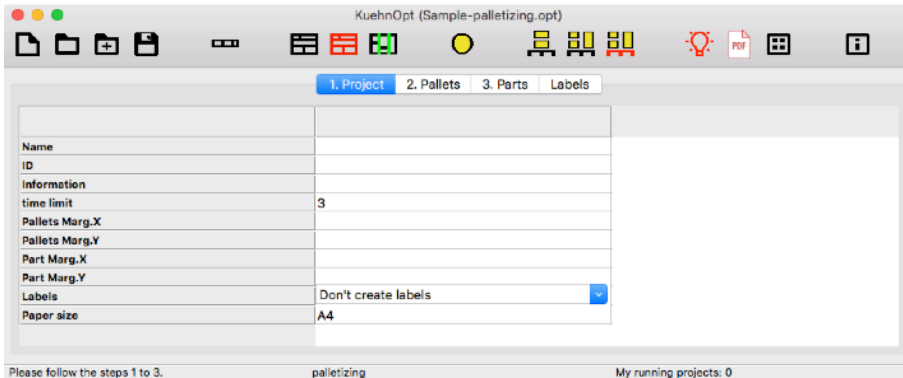 KuehnOpt (Sample-palletizing.opt)
PDF
1. Project 2. Pallets 3. Parts Labels
Name
ID
Information
time limit 3
Pallets Marg.X
Pallets Marg.Y
Part Marg.X
Part Marg.Y
Labels Don't create labels
Paper size A4
Please follow the steps 1 to 3. palletizing My running projects: 0